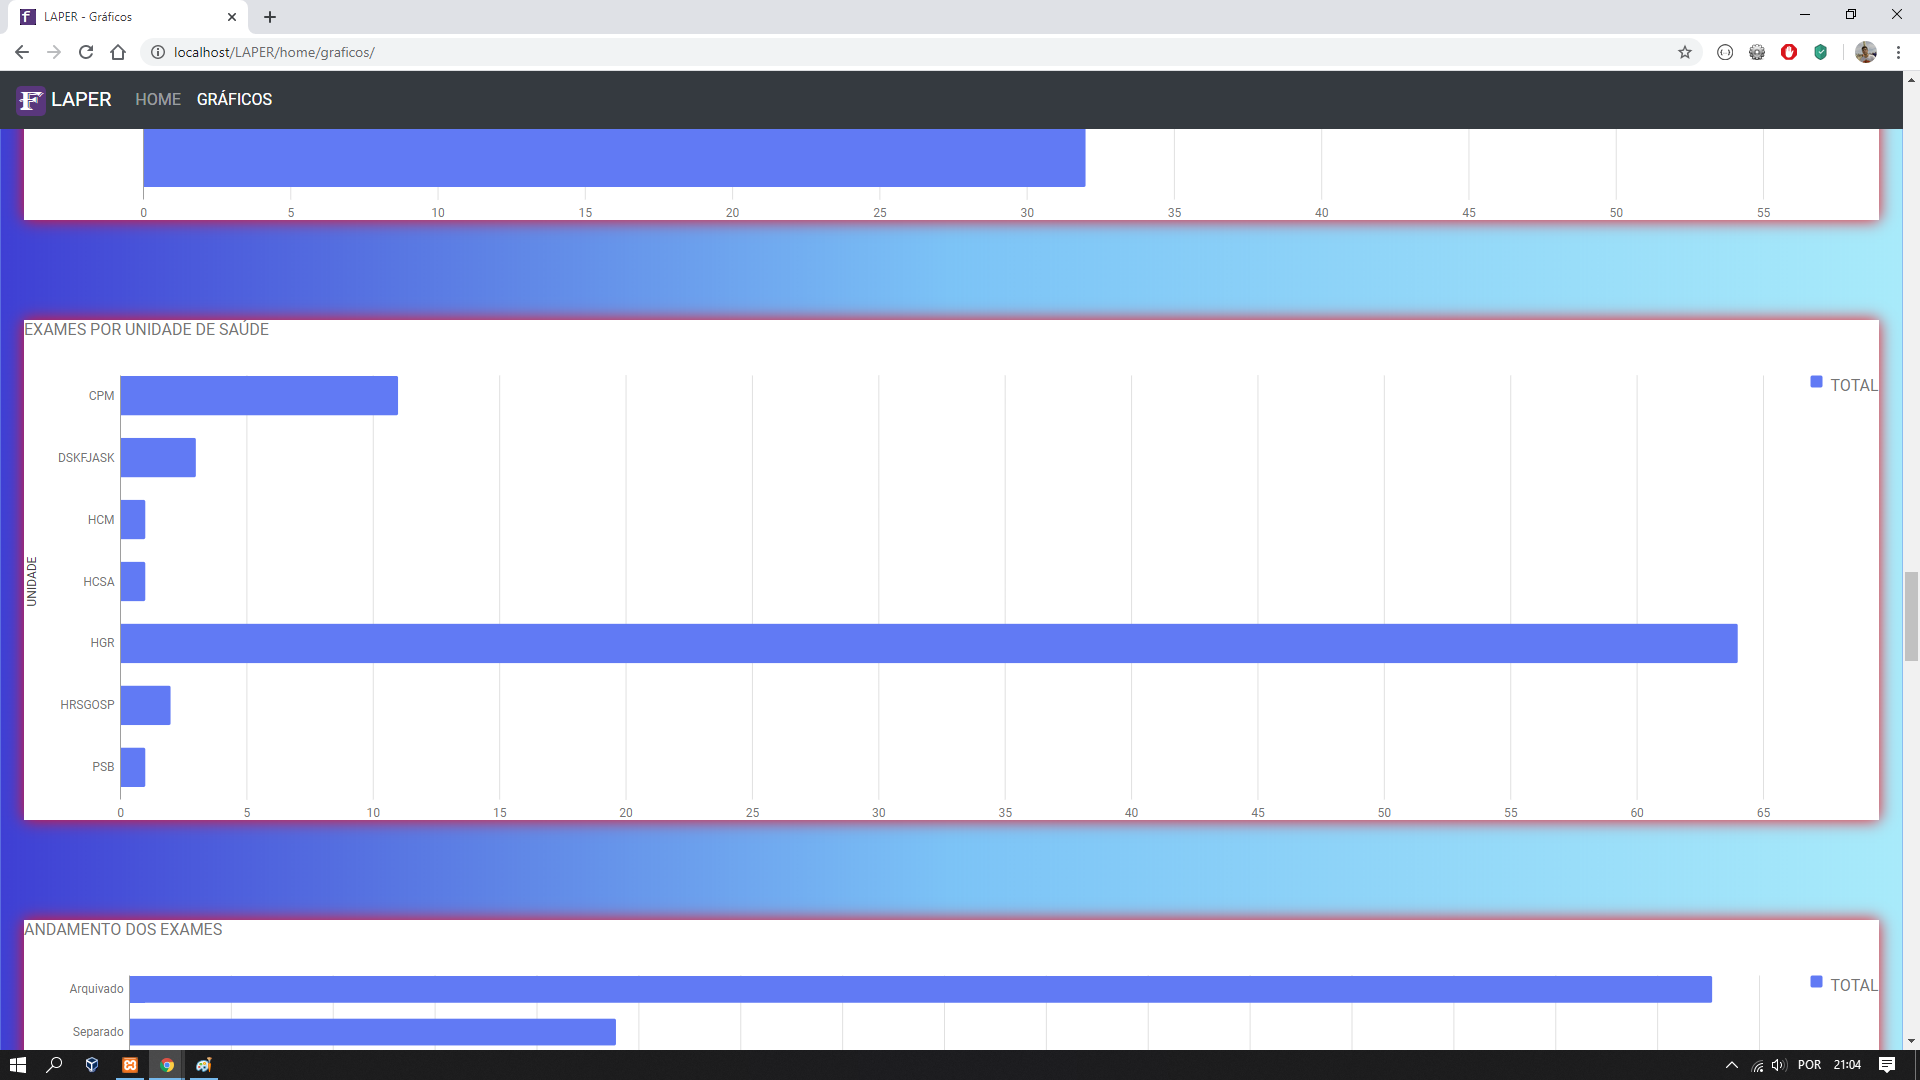 LAPER - Gráficos
localhost/LAPER/home/graficos/
LAPER HOME GRÁFICOS
0 5 10 15 20 25 30 35 40 45 50 55
EXAMES POR UNIDADE DE SAÚDE
TOTAL
UNIDADE
CPM
DSKFJASK
HCM
HCSA
HGR
HRSGOSP
PSB
0 5 10 15 20 25 30 35 40 45 50 55 60 65
ANDAMENTO DOS EXAMES
TOTAL
Arquivado
Separado
POR 21:04